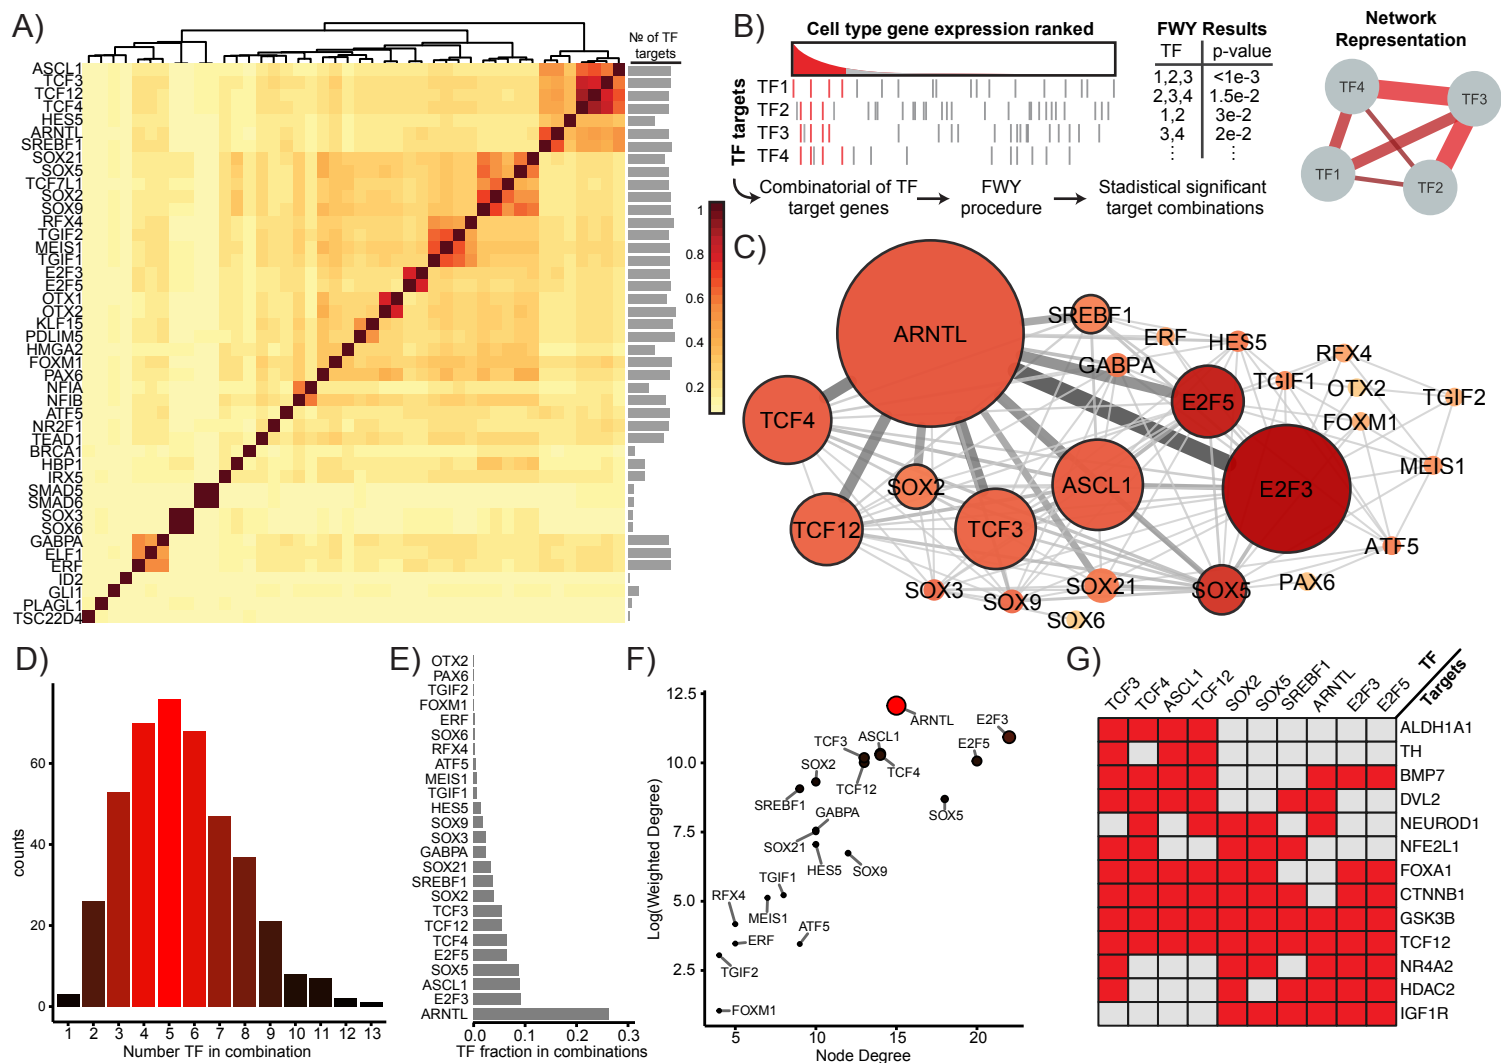 A)
№ of TF
targets
ASCL1
TCF3
TCF12
TCF4
HES5
ARNTL
SREBF1
SOX21
SOX5
TCF7L1
SOX2
SOX9
RFX4
TGIF2
MEIS1
TGIF1
E2F3
E2F5
OTX1
OTX2
KLF15
PDLIM5
HMGA2
FOXM1
PAX6
NFIA
NFIB
ATF5
NR2F1
TEAD1
BRCA1
HBP1
IRX5
SMAD5
SMAD6
SOX3
SOX6
GABPA
ELF1
ERF
ID2
GLI1
PLAGL1
TSC22D4
1
0.8
0.6
0.4
0.2
B)
Cell type gene expression ranked
TF targets
TF1
TF2
TF3
TF4
Combinatorial of TF
target genes
FWY
procedure
Stadistical significant
target combinations
FWY Results
TF p-value
1,2,3 <1e-3
2,3,4 1.5e-2
1,2 3e-2
3,4 2e-2
⋮ ⋮
Network
Representation
TF4
TF3
TF1
TF2
C)
ARNTL
SREBF1
ERF
HES5
GABPA
RFX4
TGIF1
OTX2
TGIF2
E2F5
FOXM1
TCF4
MEIS1
SOX2
ASCL1
E2F3
TCF12
TCF3
ATF5
SOX3
SOX9
SOX21
SOX5
PAX6
SOX6
D)
counts
60
40
20
0
1 2 3 4 5 6 7 8 9 10 11 12 13
Number TF in combination
E)
OTX2
PAX6
TGIF2
FOXM1
ERF
SOX6
RFX4
ATF5
MEIS1
TGIF1
HES5
SOX9
SOX3
GABPA
SOX21
SREBF1
SOX2
TCF3
TCF12
TCF4
E2F5
SOX5
ASCL1
E2F3
ARNTL
0.0 0.1 0.2 0.3
TF fraction in combinations
F)
Log(Weighted Degree)
12.5
10.0
7.5
5.0
2.5
ARNTL
E2F3
TCF3
ASCL1
E2F5
SOX2
TCF4
TCF12
SREBF1
SOX5
GABPA
SOX21
HES5
SOX9
TGIF1
RFX4
MEIS1
ATF5
ERF
TGIF2
FOXM1
5 10 15 20
Node Degree
G)
TF
Targets
TCF3
TCF4
ASCL1
TCF12
SOX2
SOX5
SREBF1
ARNTL
E2F3
E2F5
ALDH1A1
TH
BMP7
DVL2
NEUROD1
NFE2L1
FOXA1
CTNNB1
GSK3B
TCF12
NR4A2
HDAC2
IGF1R